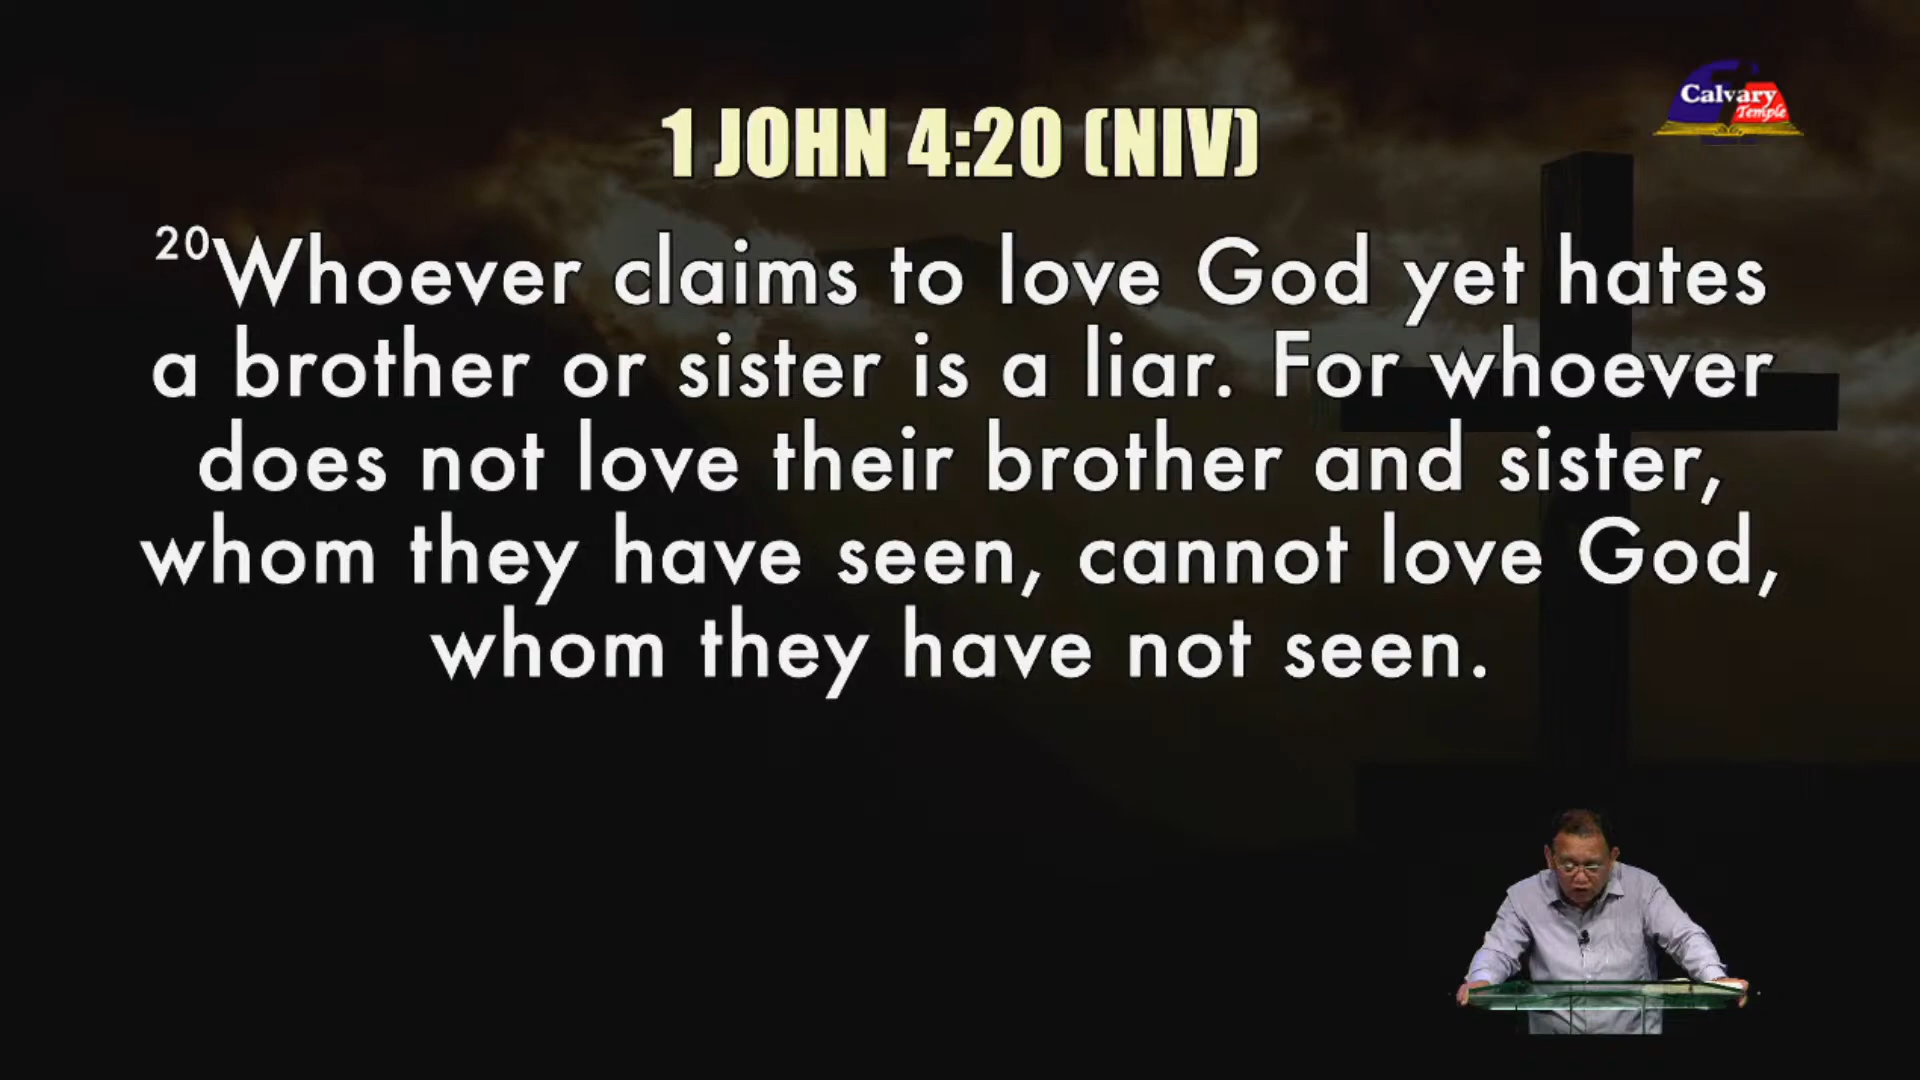 1 JOHN 4:20 (NIV)
Calvary
Temple
20Whoever claims to love God yet hates
a brother or sister is a liar. For whoever
does not love their brother and sister,
whom they have seen, cannot love God,
whom they have not seen.